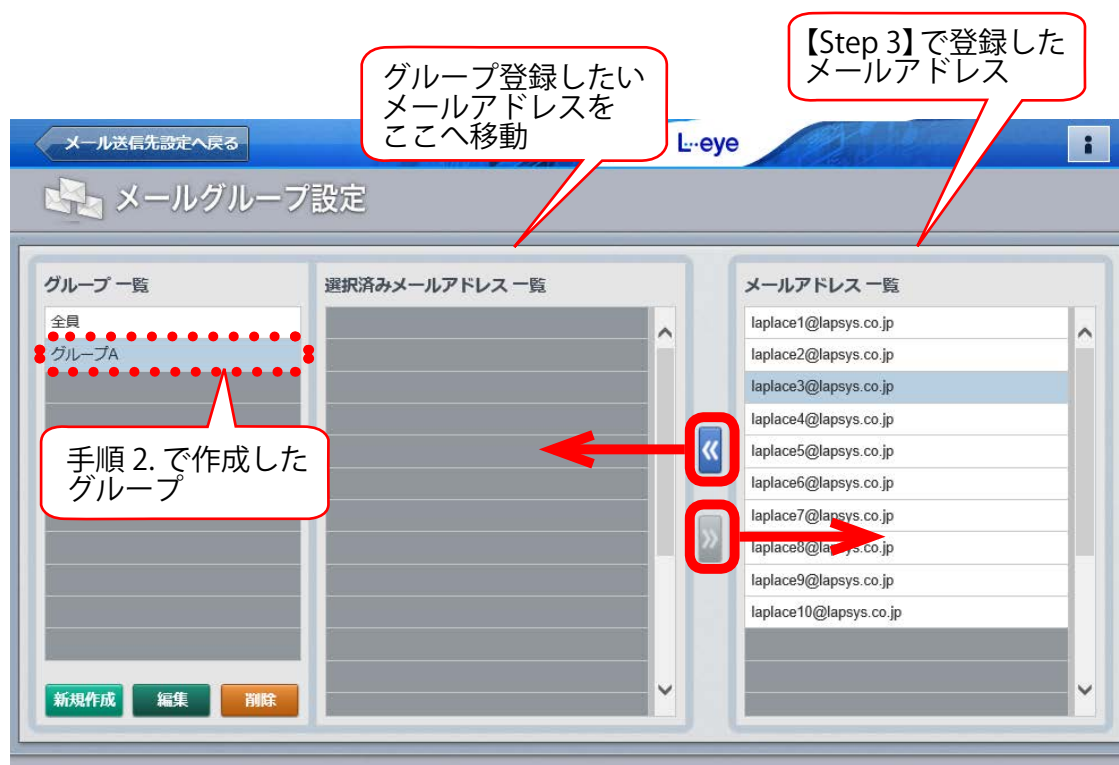 【Step 3】で登録した
メールアドレス
グループ登録したい
メールアドレスを
ここへ移動
メール送信先設定へ戻る
L-eye
メールグループ設定
グループ 一覧
選択済みメールアドレス 一覧
メールアドレス 一覧
全員
グループA
手順 2. で作成した
グループ
laplace1@lapsys.co.jp
laplace2@lapsys.co.jp
laplace3@lapsys.co.jp
laplace4@lapsys.co.jp
laplace5@lapsys.co.jp
laplace6@lapsys.co.jp
laplace7@lapsys.co.jp
laplace8@lapsys.co.jp
laplace9@lapsys.co.jp
laplace10@lapsys.co.jp
新規作成
編集
削除